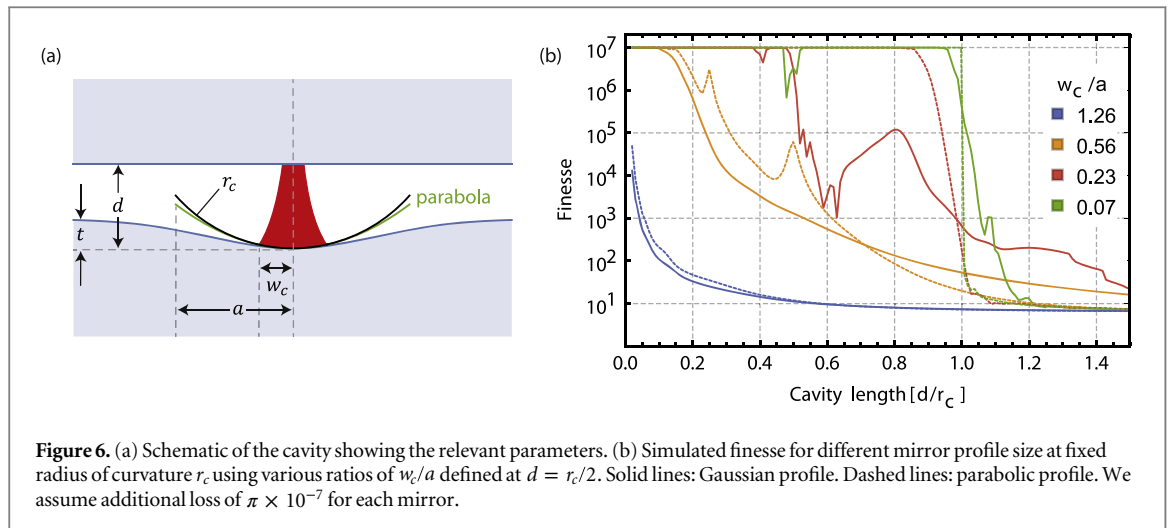 (a)
r_c
parabola
d
t
w_c
a
(b)
10^7
10^6
10^5
10^4
10^3
10^2
10^1
Finesse
w_c/a
1.26
0.56
0.23
0.07
0.0 0.2 0.4 0.6 0.8 1.0 1.2 1.4
Cavity length [d/r_c]
Figure 6. (a) Schematic of the cavity showing the relevant parameters. (b) Simulated finesse for different mirror profile size at fixed
radius of curvature r_c using various ratios of w_c/a defined at d = r_c/2. Solid lines: Gaussian profile. Dashed lines: parabolic profile. We
assume additional loss of π × 10^−7 for each mirror.